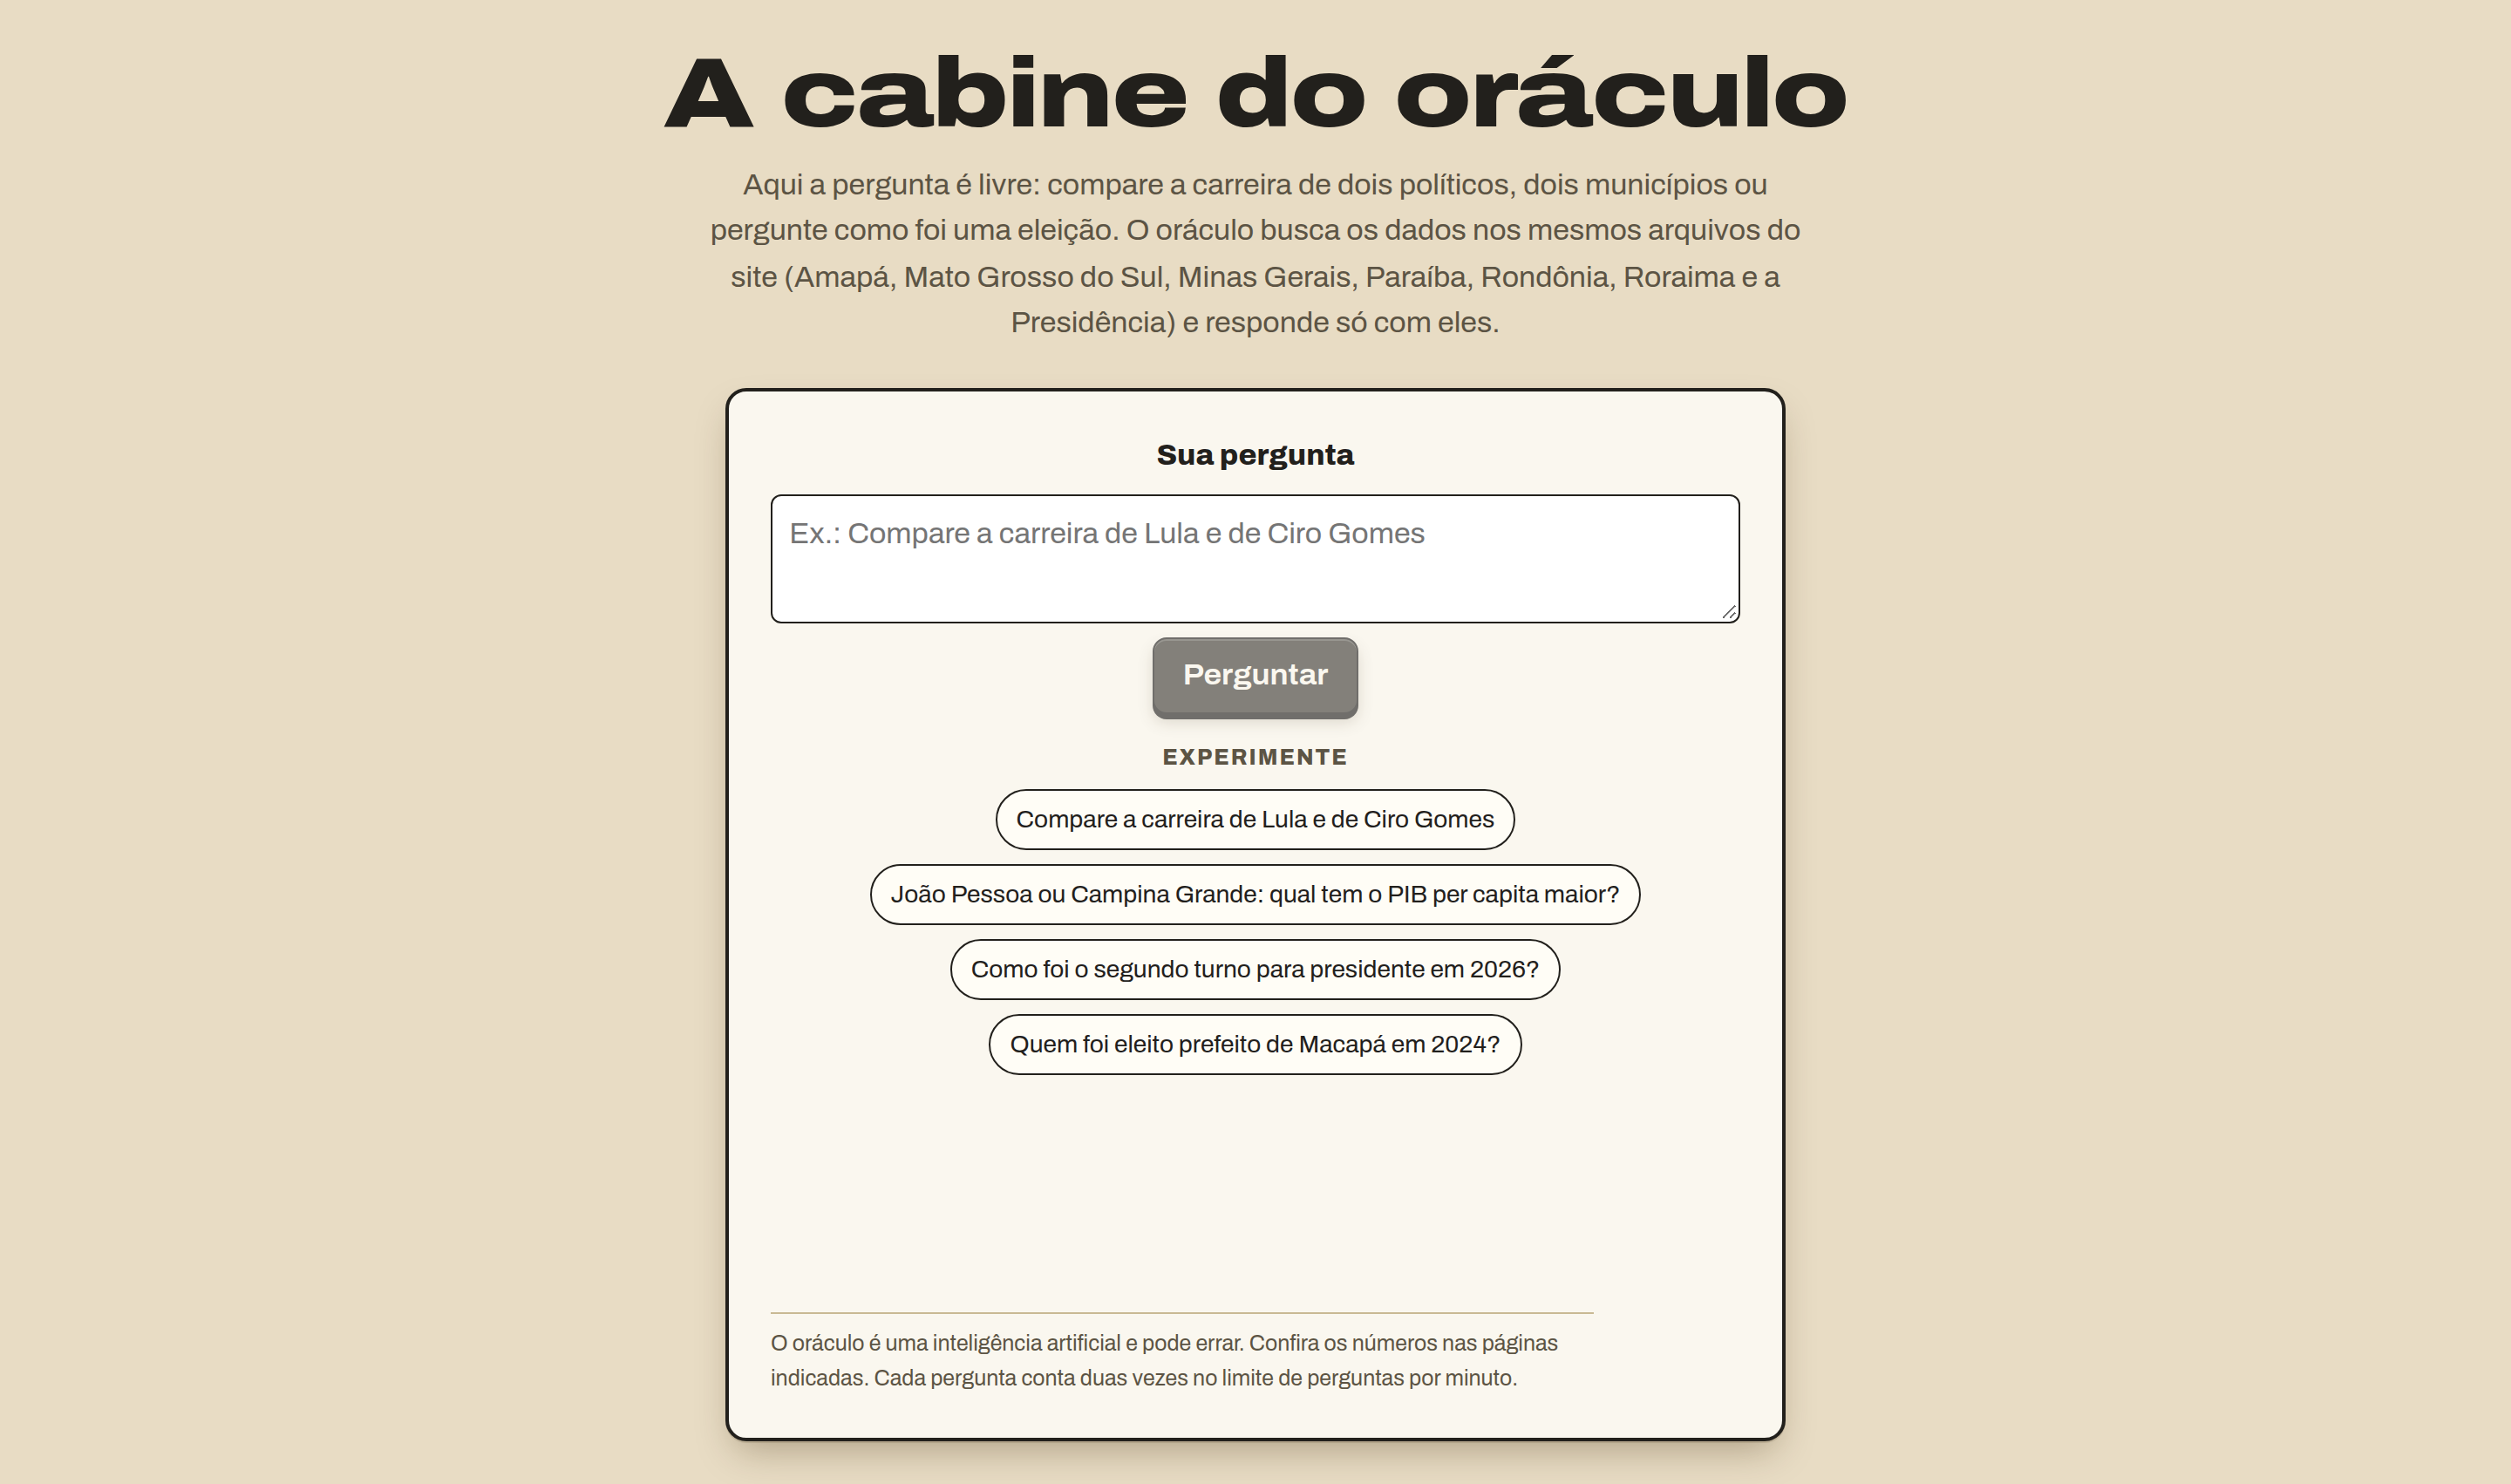 A cabine do oráculo
Aqui a pergunta é livre: compare a carreira de dois políticos, dois municípios ou
pergunte como foi uma eleição. O oráculo busca os dados nos mesmos arquivos do
site (Amapá, Mato Grosso do Sul, Minas Gerais, Paraíba, Rondônia, Roraima e a
Presidência) e responde só com eles.
Sua pergunta
Ex.: Compare a carreira de Lula e de Ciro Gomes
Perguntar
EXPERIMENTE
Compare a carreira de Lula e de Ciro Gomes
João Pessoa ou Campina Grande: qual tem o PIB per capita maior?
Como foi o segundo turno para presidente em 2026?
Quem foi eleito prefeito de Macapá em 2024?
O oráculo é uma inteligência artificial e pode errar. Confira os números nas páginas
indicadas. Cada pergunta conta duas vezes no limite de perguntas por minuto.